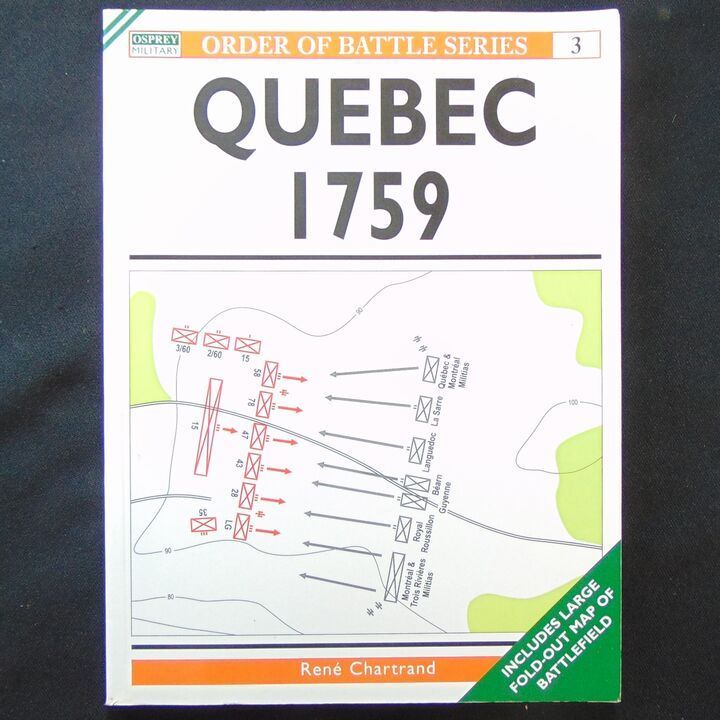 OSPREY
MILITARY
ORDER OF BATTLE SERIES
3
QUEBEC
1759
90
3/60
2/60
15
58
78
47
43
28
LG
15
35
90
80
100
Québec &
Montréal
Militias
La Sarre
Languedoc
Béarn
Guyenne
Royal
Roussillon
Montréal &
Trois Rivières
Militias
INCLUDES LARGE
FOLD-OUT MAP OF
BATTLEFIELD
René Chartrand